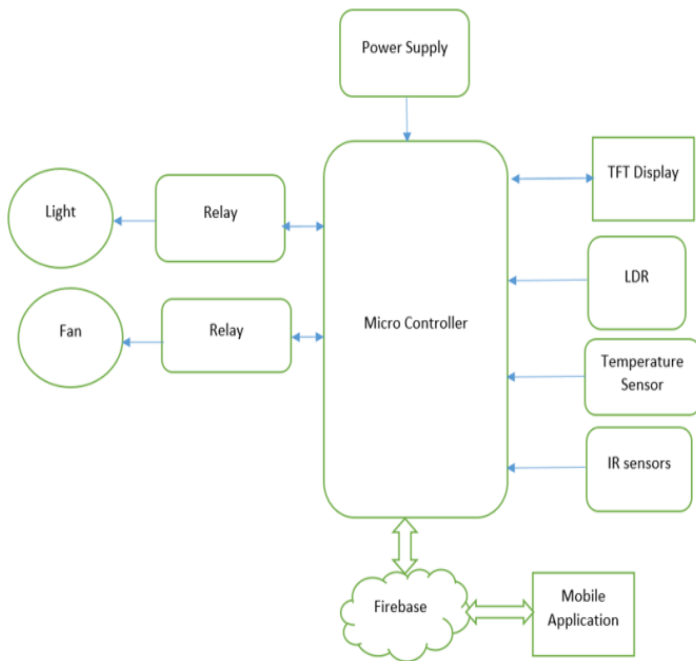 Power Supply
TFT Display
Light
Relay
LDR
Fan
Relay
Micro Controller
Temperature
Sensor
IR sensors
Firebase
Mobile
Application